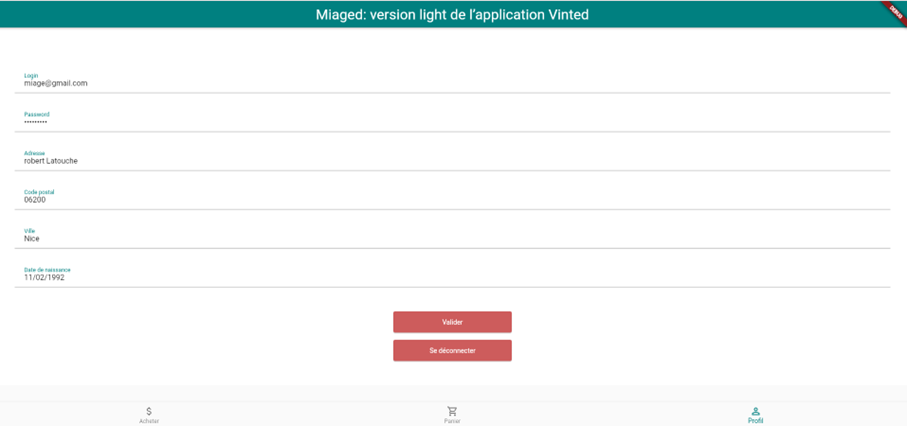 Miaged: version light de l'application Vinted
DEBUG
Login
miage@gmail.com
Password
•••••••••
Adresse
robert Latouche
Code postal
06200
Ville
Nice
Date de naissance
11/02/1992
Valider
Se déconnecter
Acheter
Panier
Profil